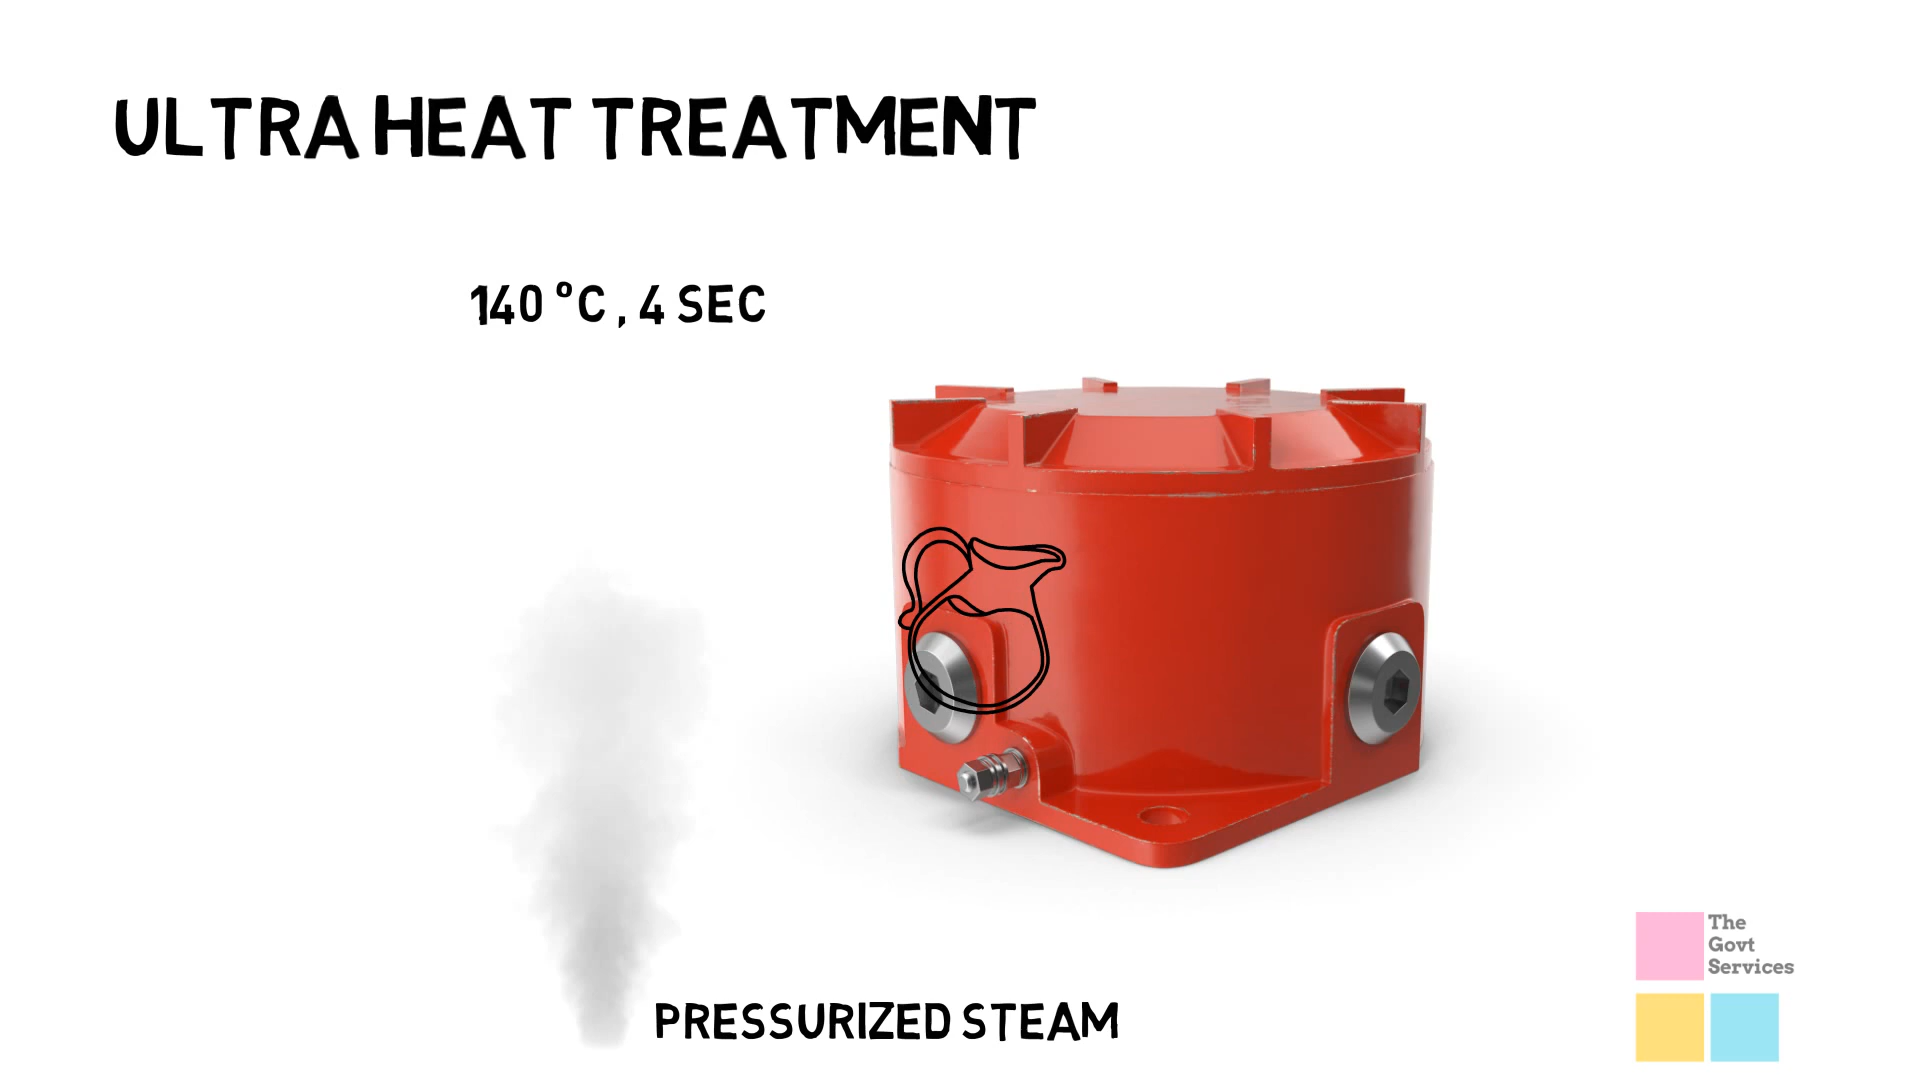 ULTRA HEAT TREATMENT
140 °C , 4 SEC
PRESSURIZED STEAM
The
Govt
Services